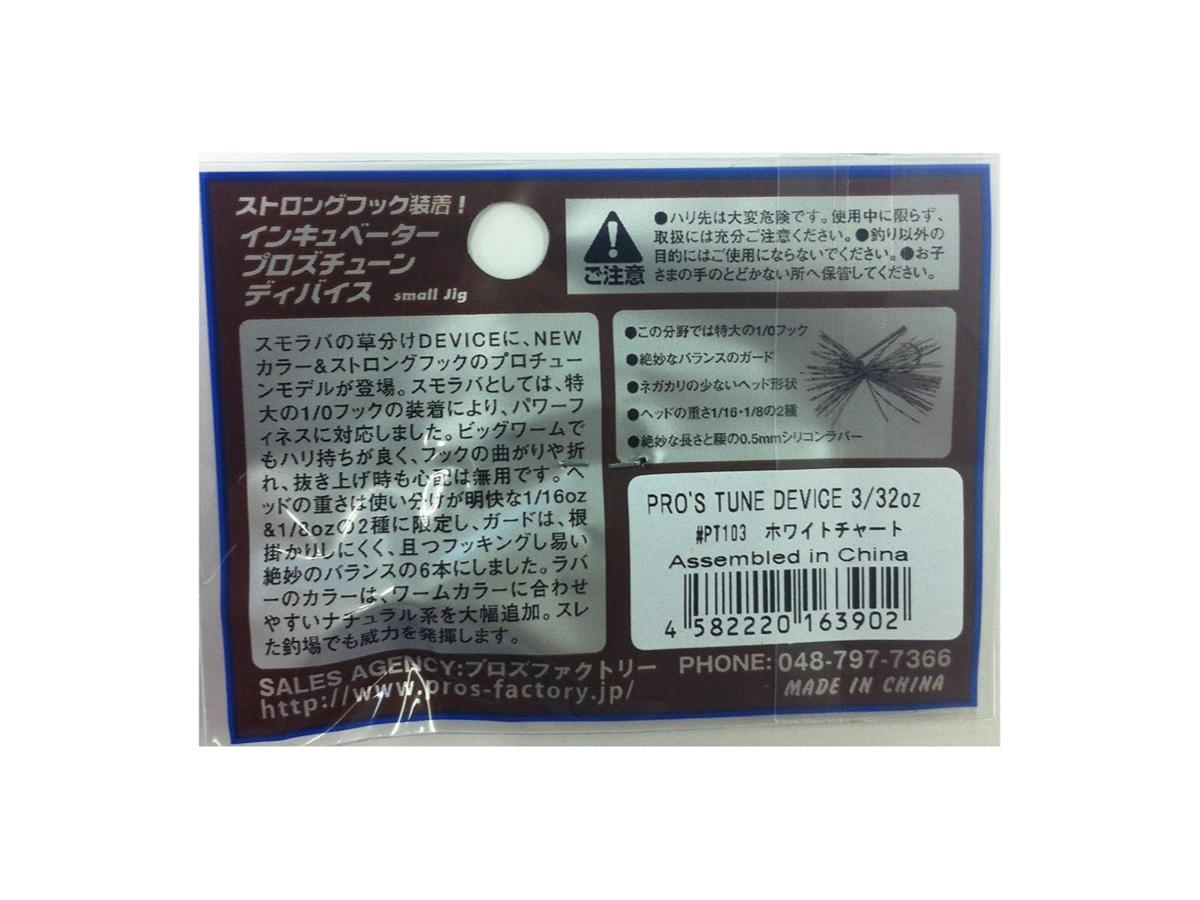 ストロングフック装着!
インキュベーター
プロズチューン
ディバイス small Jig
ご注意
●ハリ先は大変危険です。使用中に限らず、
取扱には充分ご注意ください。●釣り以外の
目的にはご使用にならないでください。●お子
さまの手のとどかない所へ保管してください。
スモラバの草分けDEVICEに、NEW
カラー&ストロングフックのプロチュー
ンモデルが登場。スモラバとしては、特
大の1/0フックの装着により、パワーフ
ィネスに対応しました。ビッグワームで
もハリ持ちが良く、フックの曲がりや折
れ、抜き上げ時も心配は無用です。ヘ
ッドの重さは使い分けが明快な1/16oz
&1/8ozの2種に限定し、ガードは、根
掛かりしにくく、且つフッキングし易い
絶妙のバランスの6本にしました。ラバ
ーのカラーは、ワームカラーに合わせ
やすいナチュラル系を大幅追加。スレ
た釣場でも威力を発揮します。
●この分野では特大の1/0フック
●絶妙なバランスのガード
●ネガカリの少ないヘッド形状
●ヘッドの重さ1/16・1/8の2種
●絶妙な長さと腰の0.5mmシリコンラバー
PRO'S TUNE DEVICE 3/32oz
#PT103 ホワイトチャート
Assembled in China
4 582220 163902
SALES AGENCY:プロズファクトリー PHONE: 048-797-7366
http://www.pros-factory.jp/ MADE IN CHINA